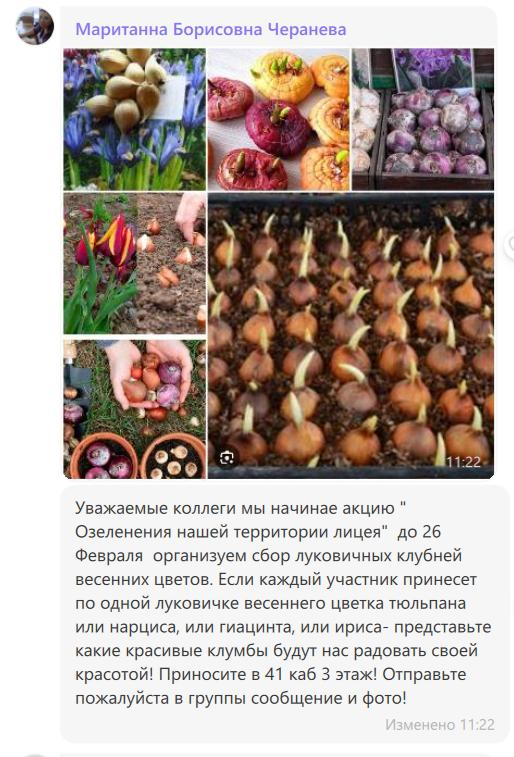 Маританна Борисовна Черанева
11:22
Уважаемые коллеги мы начинае акцию "
Озеленения нашей территории лицея"  до 26
Февраля  организуем сбор луковичных клубней
весенних цветов. Если каждый участник принесет
по одной луковичке весеннего цветка тюльпана
или нарциса, или гиацинта, или ириса- представьте
какие красивые клумбы будут нас радовать своей
красотой! Приносите в 41 каб 3 этаж! Отправьте
пожалуйста в группы сообщение и фото!
Изменено 11:22